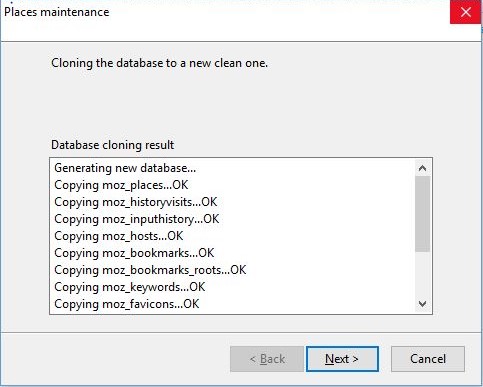 Places maintenance
Cloning the database to a new clean one.
Database cloning result
Generating new database...
Copying moz_places...OK
Copying moz_historyvisits...OK
Copying moz_inputhistory...OK
Copying moz_hosts...OK
Copying moz_bookmarks...OK
Copying moz_bookmarks_roots...OK
Copying moz_keywords...OK
Copying moz_favicons...OK
< Back Next > Cancel